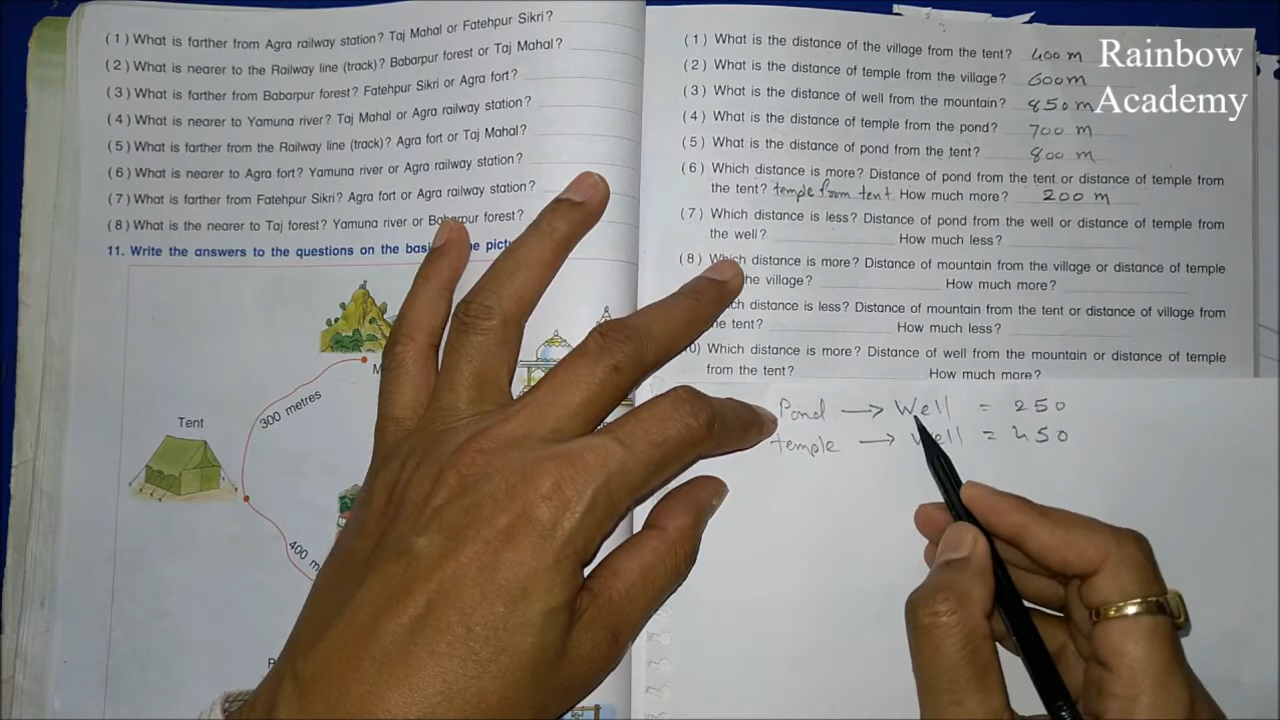 (1) What is farther from Agra railway station? Taj Mahal or Fatehpur Sikri?
(2) What is nearer to the Railway line (track)? Babarpur forest or Taj Mahal?
(3) What is farther from Babarpur forest? Fatehpur Sikri or Agra fort?
(4) What is nearer to Yamuna river? Taj Mahal or Agra railway station?
(5) What is farther from the Railway line (track)? Agra fort or Taj Mahal?
(6) What is nearer to Agra fort? Yamuna river or Agra railway station?
(7) What is farther from Fatehpur Sikri? Agra fort or Agra railway station?
(8) What is the nearer to Taj forest? Yamuna river or Babarpur forest?
11. Write the answers to the questions on the
300 metres
Tent
400 m
(1) What is the distance of the village from the tent? 400 m
(2) What is the distance of temple from the village? 600m
(3) What is the distance of well from the mountain? 850 m
(4) What is the distance of temple from the pond? 700 m
(5) What is the distance of pond from the tent? 800 m
(6) Which distance is more? Distance of pond from the tent or distance of temple from
the tent? temple from tent How much more? 200 m
(7) Which distance is less? Distance of pond from the well or distance of temple from
the well? How much less?
(8) Which distance is more? Distance of mountain from the village or distance of temple
the village? How much more?
distance is less? Distance of mountain from the tent or distance of village from
tent? How much less?
Which distance is more? Distance of well from the mountain or distance of temple
from the tent? How much more?
Pond → Well = 250
temple → Well = 450
Rainbow
Academy